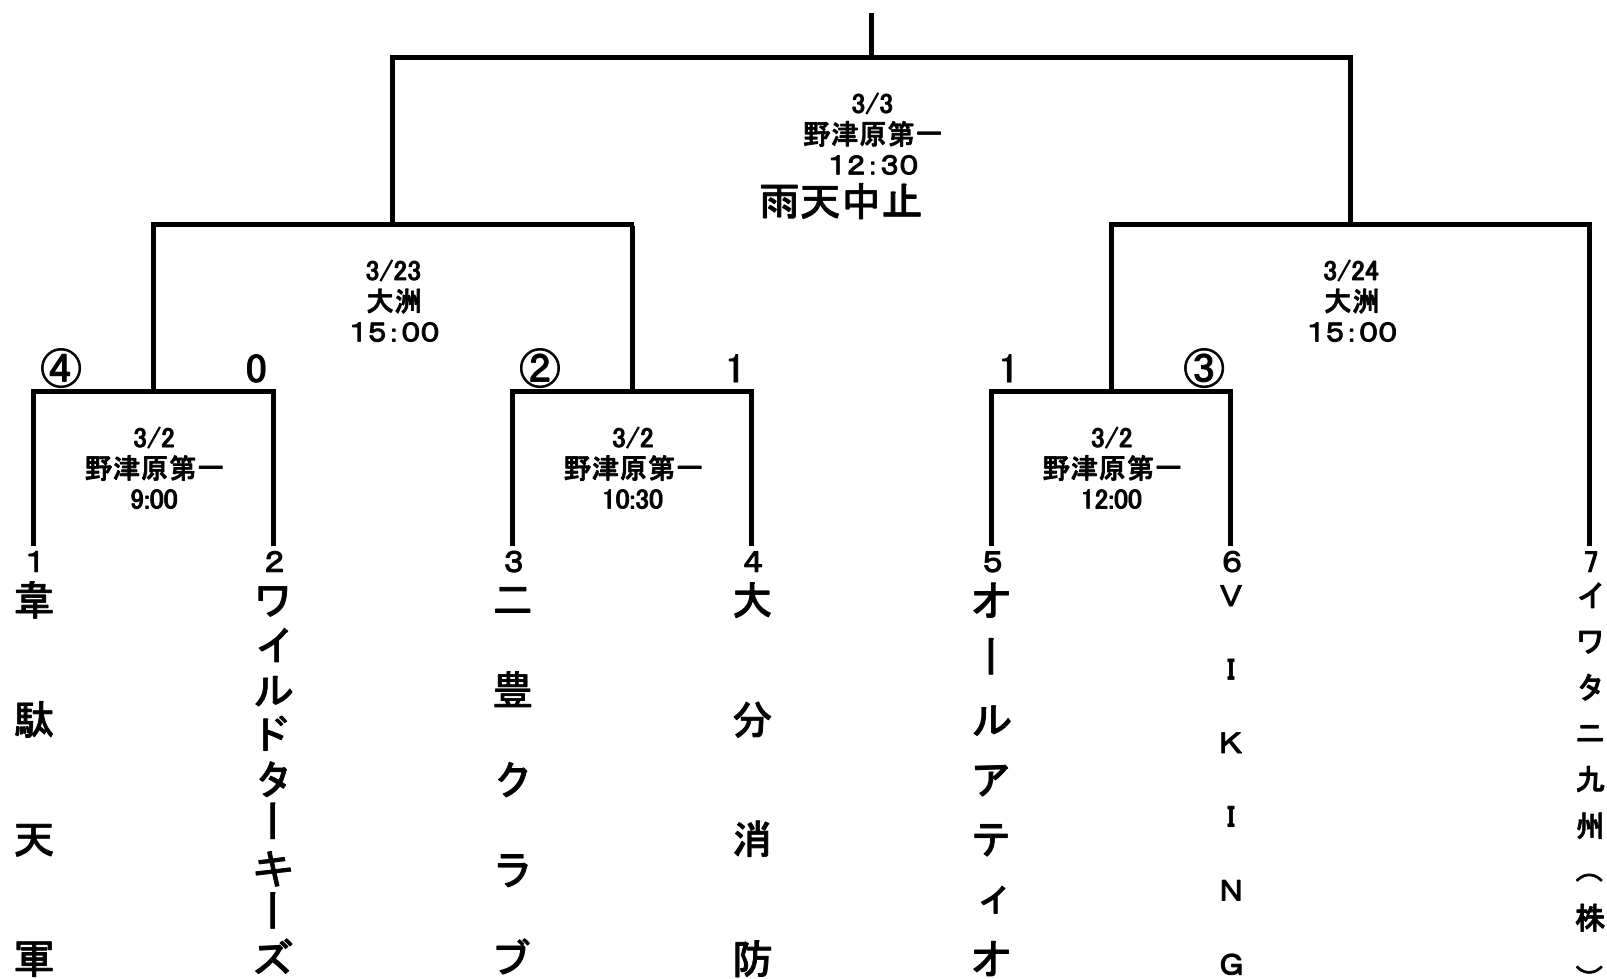 3/3
野津原第一
12:30
雨天中止
3/23
大洲
15:00
3/24
大洲
15:00
④
0
②
1
1
③
3/2
野津原第一
9:00
3/2
野津原第一
10:30
3/2
野津原第一
12:00
1
韋駄天軍
2
ワイルドターキーズ
3
二豊クラブ
4
大分消防
5
オールアティオ
6
VIKING
7
イワタニ九州(株)